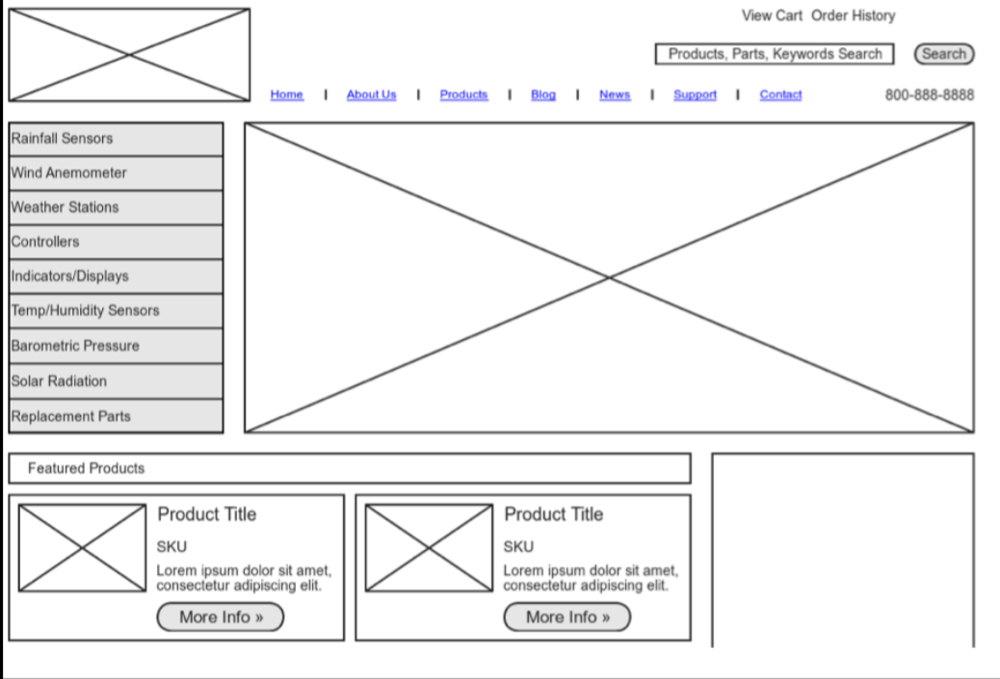 View Cart Order History
Products, Parts, Keywords Search Search
Home | About Us | Products | Blog | News | Support | Contact 800-888-8888
Rainfall Sensors
Wind Anemometer
Weather Stations
Controllers
Indicators/Displays
Temp/Humidity Sensors
Barometric Pressure
Solar Radiation
Replacement Parts
Featured Products
Product Title
SKU
Lorem ipsum dolor sit amet,
consectetur adipiscing elit.
More Info »
Product Title
SKU
Lorem ipsum dolor sit amet,
consectetur adipiscing elit.
More Info »